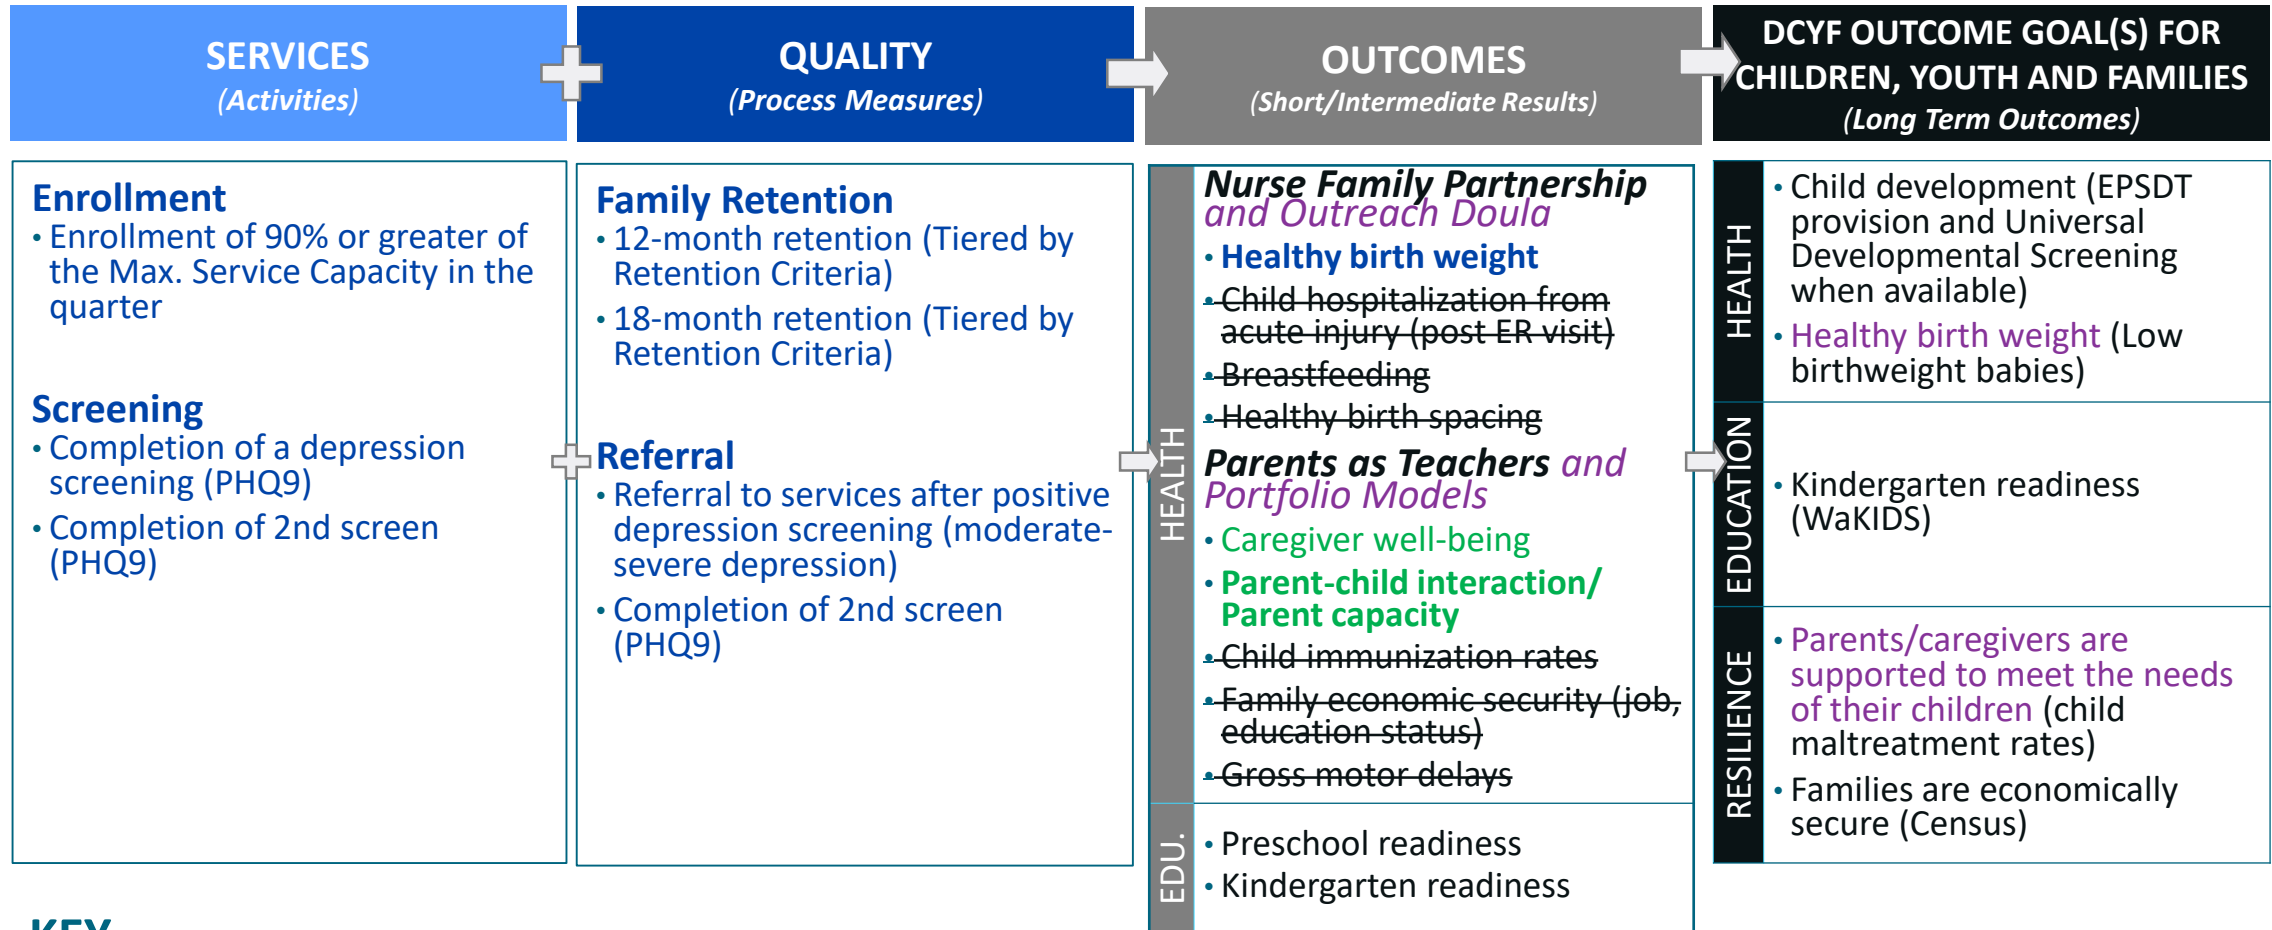 SERVICES
(Activities)
QUALITY
(Process Measures)
OUTCOMES
(Short/Intermediate Results)
DCYF OUTCOME GOAL(S) FOR
CHILDREN, YOUTH AND FAMILIES
(Long Term Outcomes)
Enrollment
• Enrollment of 90% or greater of
the Max. Service Capacity in the
quarter
Screening
• Completion of a depression
screening (PHQ9)
• Completion of 2nd screen
(PHQ9)
Family Retention
• 12-month retention (Tiered by
Retention Criteria)
• 18-month retention (Tiered by
Retention Criteria)
Referral
• Referral to services after positive
depression screening (moderate-
severe depression)
• Completion of 2nd screen
(PHQ9)
HEALTH
Nurse Family Partnership
and Outreach Doula
• Healthy birth weight
• Child hospitalization from
acute injury (post ER visit)
• Breastfeeding
• Healthy birth spacing
Parents as Teachers and
Portfolio Models
• Caregiver well-being
• Parent-child interaction/
Parent capacity
• Child immunization rates
• Family economic security (job,
education status)
• Gross motor delays
EDU.
• Preschool readiness
• Kindergarten readiness
HEALTH
• Child development (EPSDT
provision and Universal
Developmental Screening
when available)
• Healthy birth weight (Low
birthweight babies)
EDUCATION
• Kindergarten readiness
(WaKIDS)
RESILIENCE
• Parents/caregivers are
supported to meet the needs
of their children (child
maltreatment rates)
• Families are economically
secure (Census)
KEY